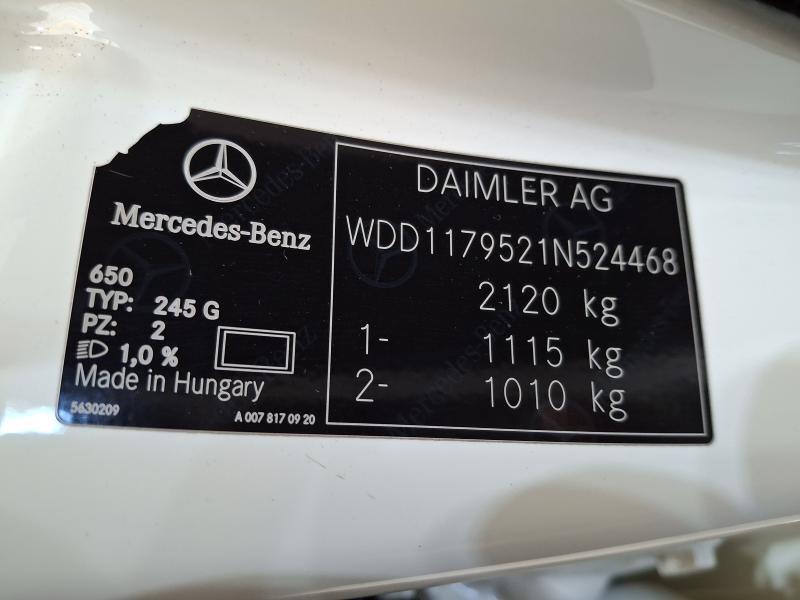 Mercedes-Benz
650
TYP: 245 G
PZ: 2
1,0 %
Made in Hungary
5630209
A 007 817 09 20
DAIMLER AG
WDD1179521N524468
2120 kg
1- 1115 kg
2- 1010 kg